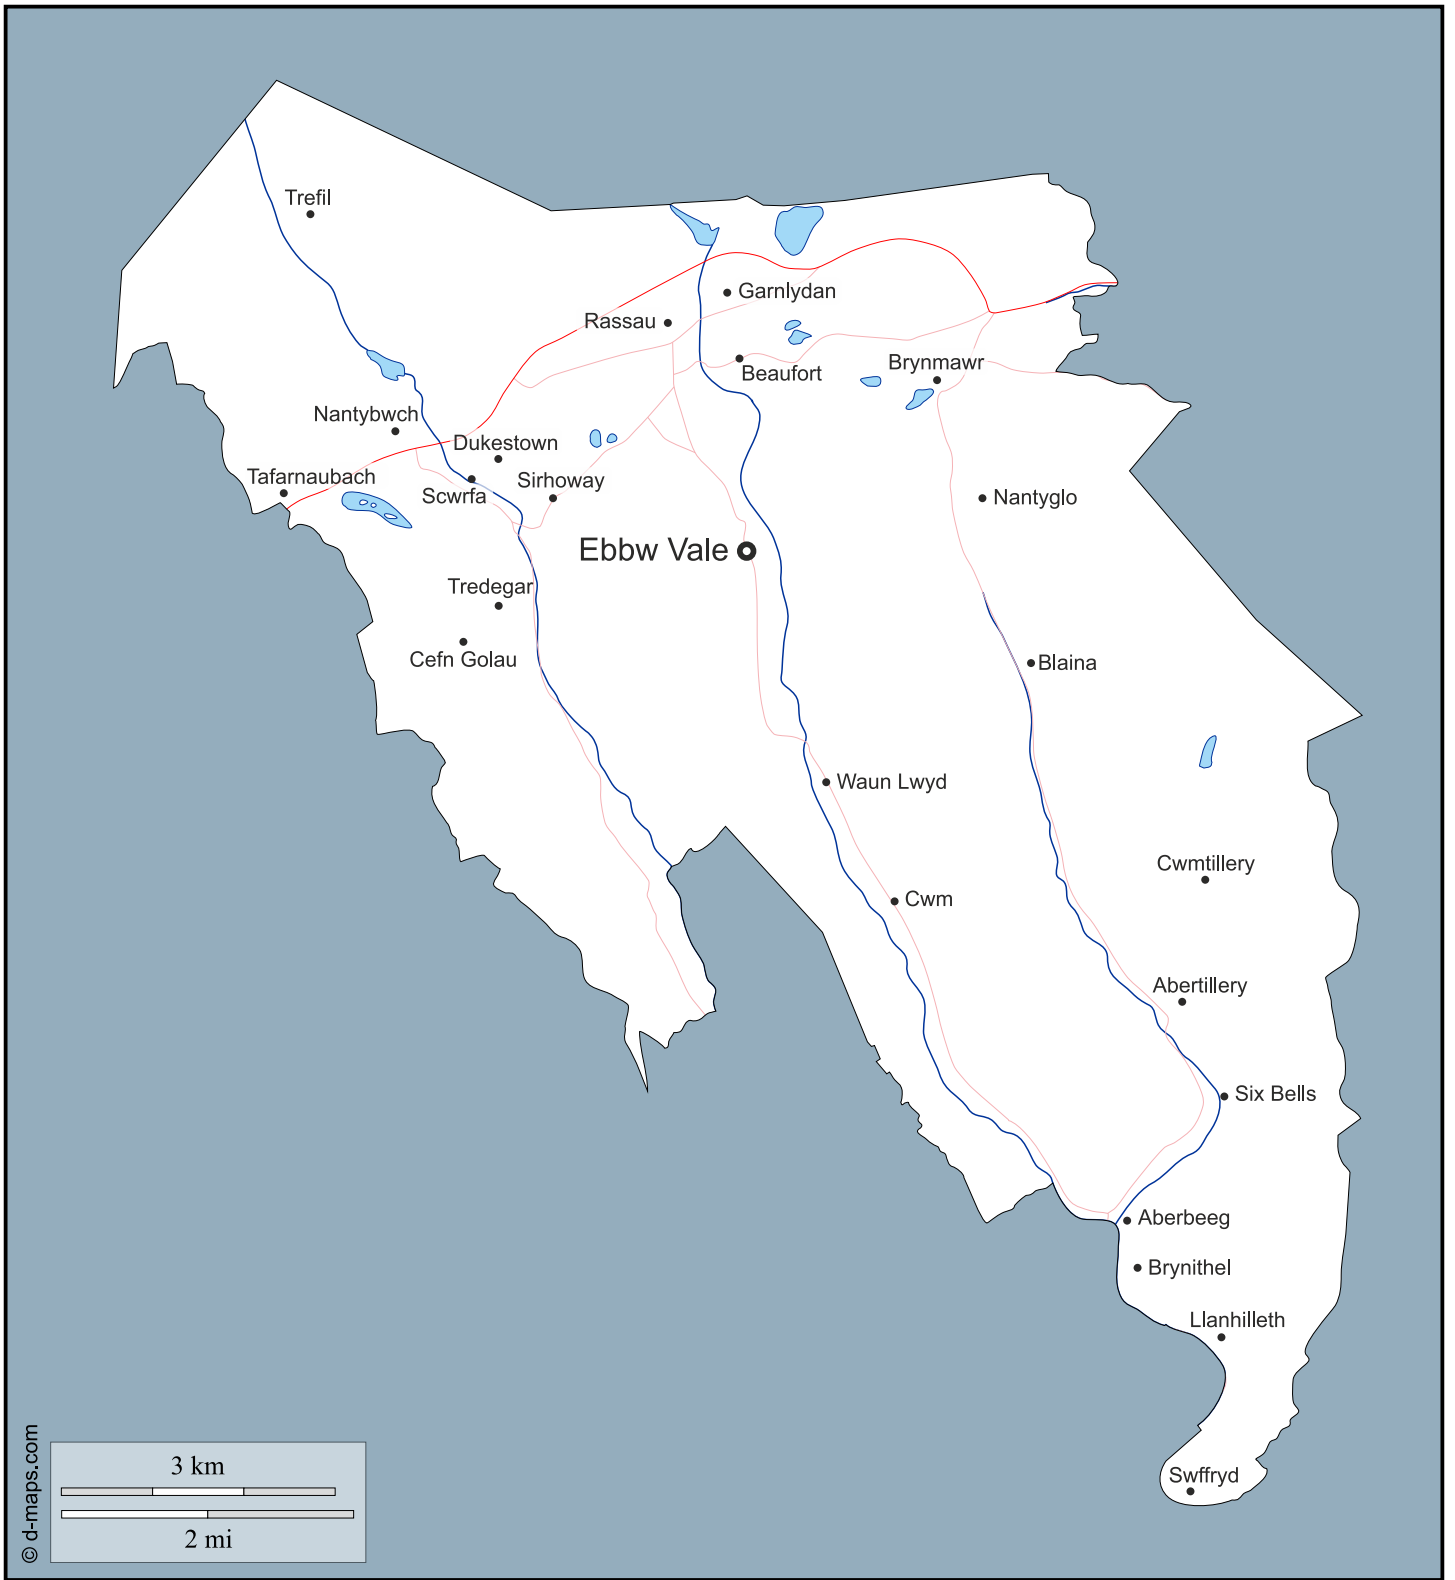 Trefil
Garnlydan
Rassau
Beaufort
Brynmawr
Nantybwch
Dukestown
Tafarnaubach
Scwrfa
Sirhoway
Nantyglo
Ebbw Vale
Tredegar
Cefn Golau
Blaina
Waun Lwyd
Cwmtillery
Cwm
Abertillery
Six Bells
Aberbeeg
Brynithel
Llanhilleth
Swffryd
3 km
2 mi
© d-maps.com